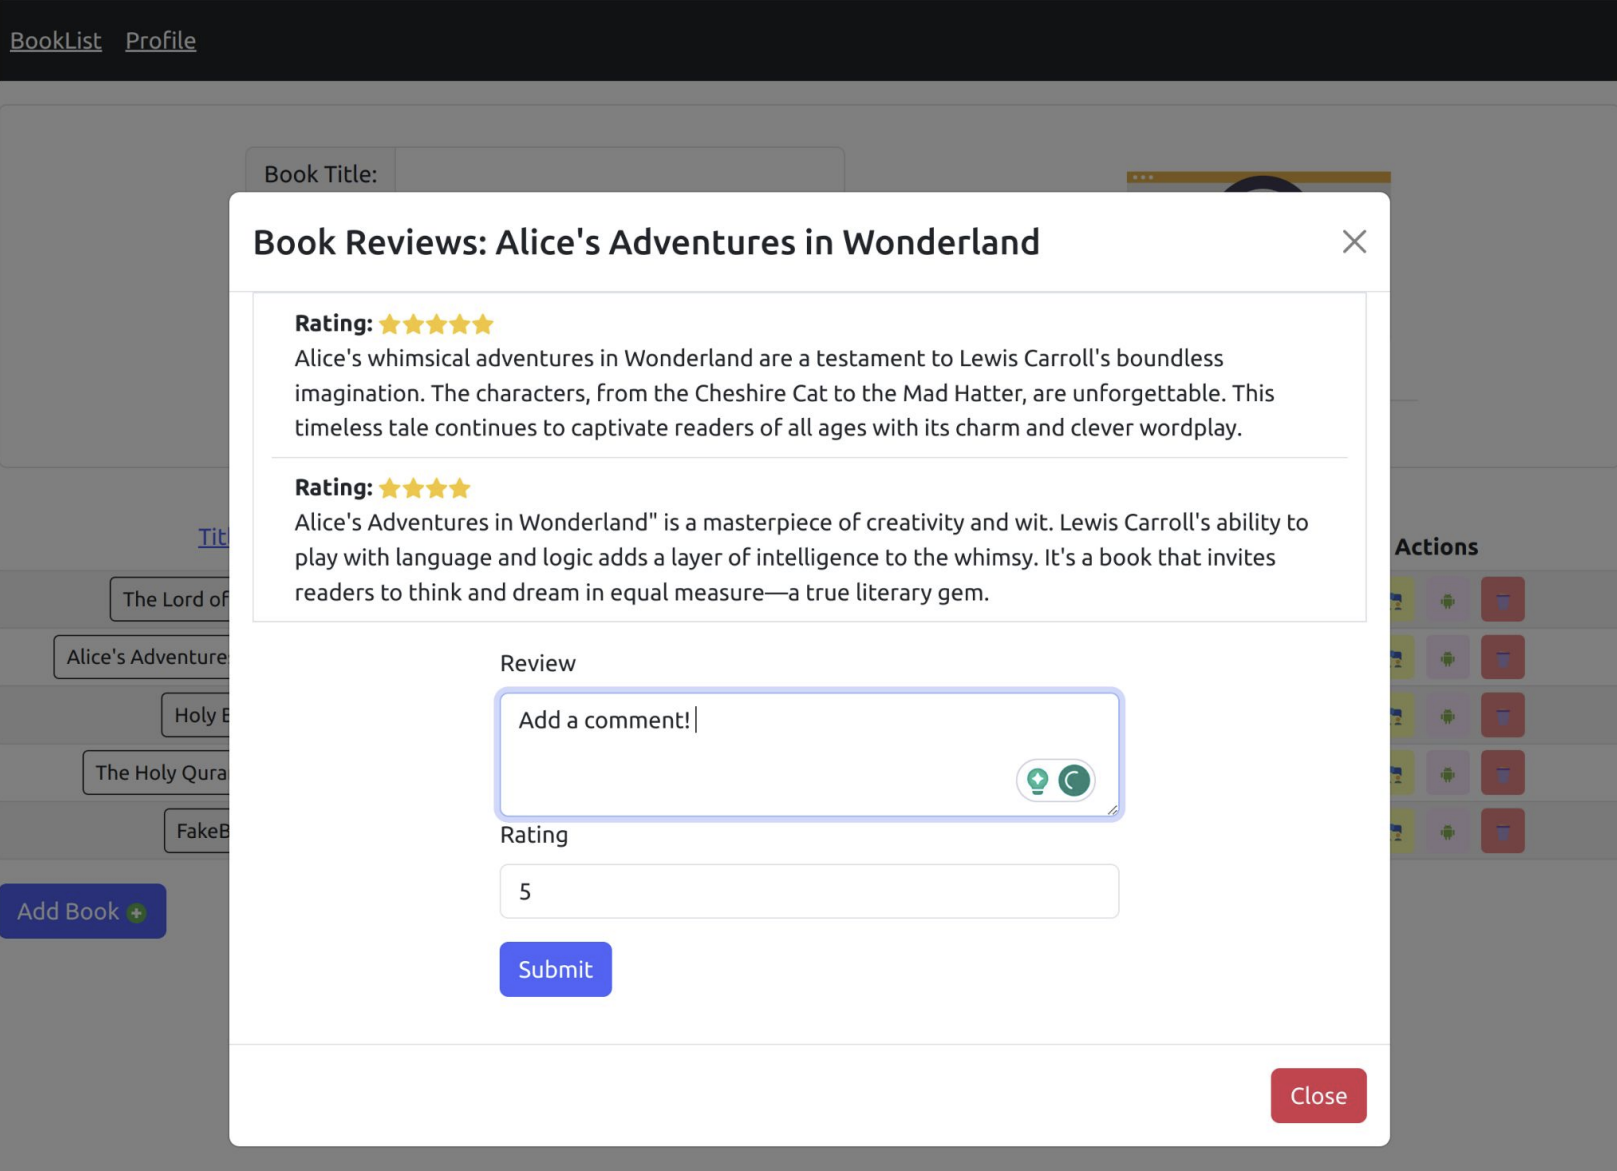 BookList Profile
Book Title:
Book Reviews: Alice's Adventures in Wonderland
Rating:
Alice's whimsical adventures in Wonderland are a testament to Lewis Carroll's boundless
imagination. The characters, from the Cheshire Cat to the Mad Hatter, are unforgettable. This
timeless tale continues to captivate readers of all ages with its charm and clever wordplay.
Rating:
Alice's Adventures in Wonderland" is a masterpiece of creativity and wit. Lewis Carroll's ability to
play with language and logic adds a layer of intelligence to the whimsy. It's a book that invites
readers to think and dream in equal measure—a true literary gem.
Actions
The Lord of
Alice's
Holy
The Holy
Review
Add a comment!
Rating
5
Submit
Add Book
Close